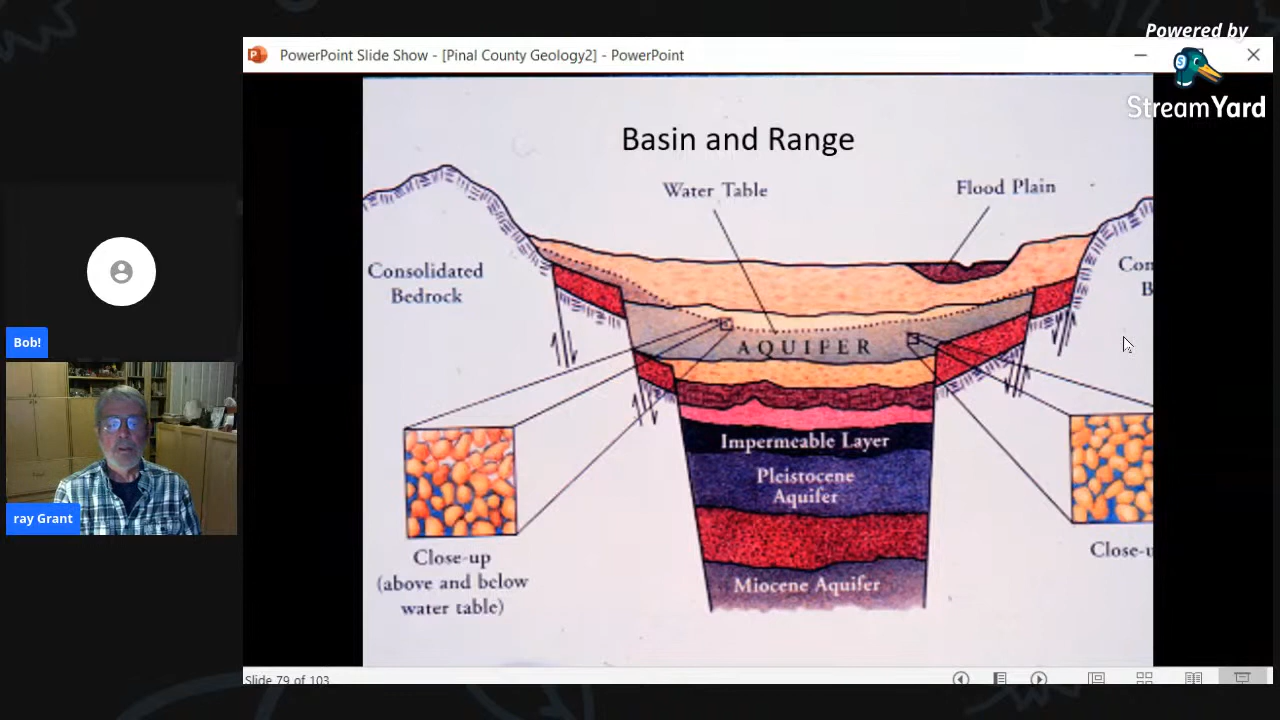 Powered by
StreamYard
PowerPoint Slide Show - [Pinal County Geology2] - PowerPoint
Basin and Range
Water Table
Flood Plain
Consolidated
Bedrock
Con
B
AQUIFER
Impermeable Layer
Pleistocene
Aquifer
Miocene Aquifer
Close-up
(above and below
water table)
Close-u
Bob!
ray Grant
Slide 79 of 103